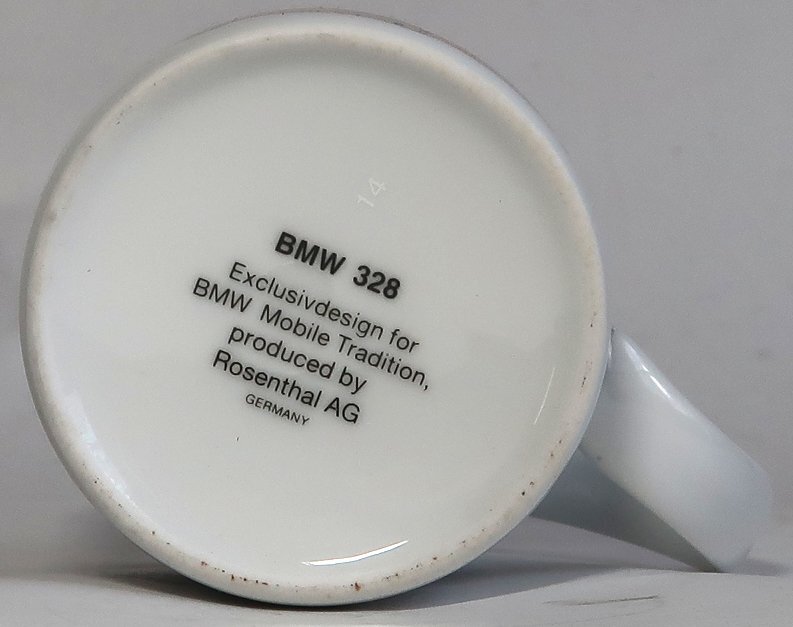 14
BMW 328
Exclusivdesign for
BMW Mobile Tradition,
produced by
Rosenthal AG
GERMANY